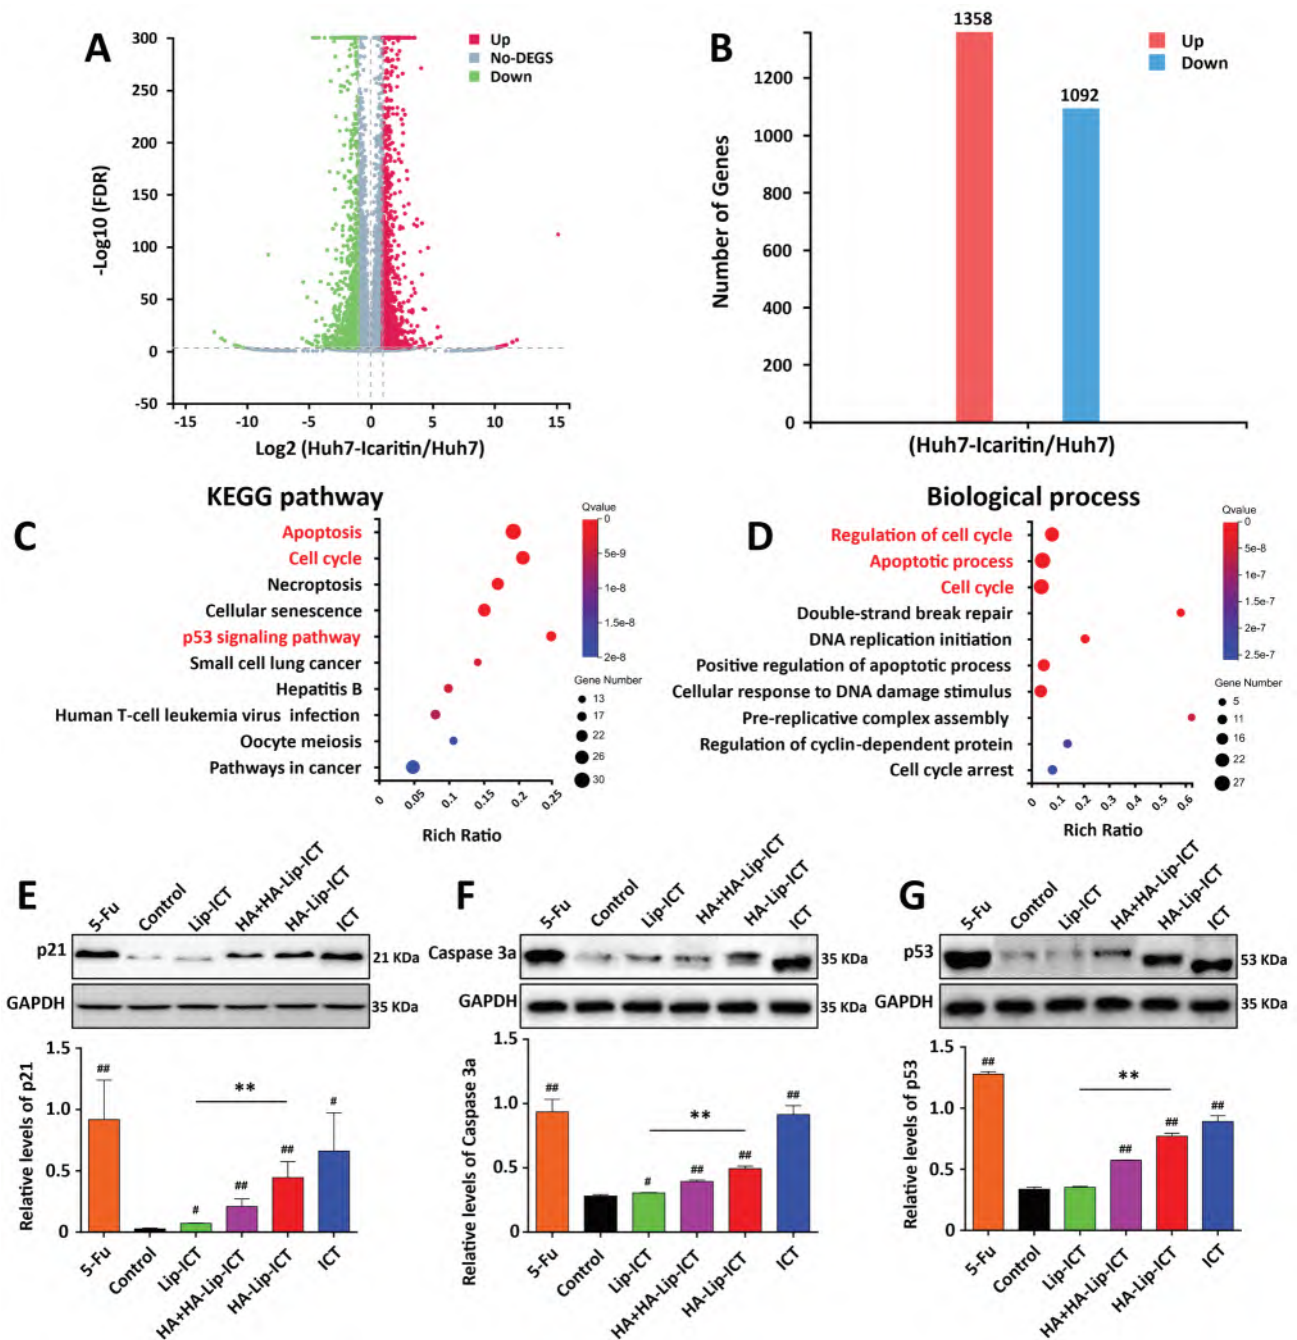 A
300
250
200
150
100
50
0
-50
-Log10 (FDR)
-15
-10
-5
0
5
10
15
Log2 (Huh7-Icaritin/Huh7)
Up
No-DEGS
Down
B
1358
1092
Up
Down
1200
1000
800
600
400
200
0
Number of Genes
(Huh7-Icaritin/Huh7)
KEGG pathway
C
Apoptosis
Cell cycle
Necroptosis
Cellular senescence
p53 signaling pathway
Small cell lung cancer
Hepatitis B
Human T-cell leukemia virus infection
Oocyte meiosis
Pathways in cancer
0
0.05
0.1
0.15
0.2
0.25
Rich Ratio
Qvalue
0
5e-9
1e-8
1.5e-8
2e-8
Gene Number
13
17
22
26
30
Biological process
D
Regulation of cell cycle
Apoptotic process
Cell cycle
Double-strand break repair
DNA replication initiation
Positive regulation of apoptotic process
Cellular response to DNA damage stimulus
Pre-replicative complex assembly
Regulation of cyclin-dependent protein
Cell cycle arrest
0
0.1
0.2
0.3
0.4
0.5
0.6
Rich Ratio
Qvalue
0
5e-8
1e-7
1.5e-7
2e-7
2.5e-7
Gene Number
5
11
16
22
27
E
5-Fu
Control
Lip-ICT
HA+HA-Lip-ICT
HA-Lip-ICT
ICT
p21
21 KDa
GAPDH
35 KDa
1.5
1.0
0.5
0
Relative levels of p21
##
#
##
**
##
#
5-Fu
Control
Lip-ICT
HA+HA-Lip-ICT
HA-Lip-ICT
ICT
F
5-Fu
Control
Lip-ICT
HA+HA-Lip-ICT
HA-Lip-ICT
ICT
Caspase 3a
35 KDa
GAPDH
35 KDa
1.5
1.0
0.5
0
Relative levels of Caspase 3a
##
#
##
**
##
##
5-Fu
Control
Lip-ICT
HA+HA-Lip-ICT
HA-Lip-ICT
ICT
G
5-Fu
Control
Lip-ICT
HA+HA-Lip-ICT
HA-Lip-ICT
ICT
p53
53 KDa
GAPDH
35 KDa
1.5
1.0
0.5
0
Relative levels of p53
##
**
##
##
##
5-Fu
Control
Lip-ICT
HA+HA-Lip-ICT
HA-Lip-ICT
ICT